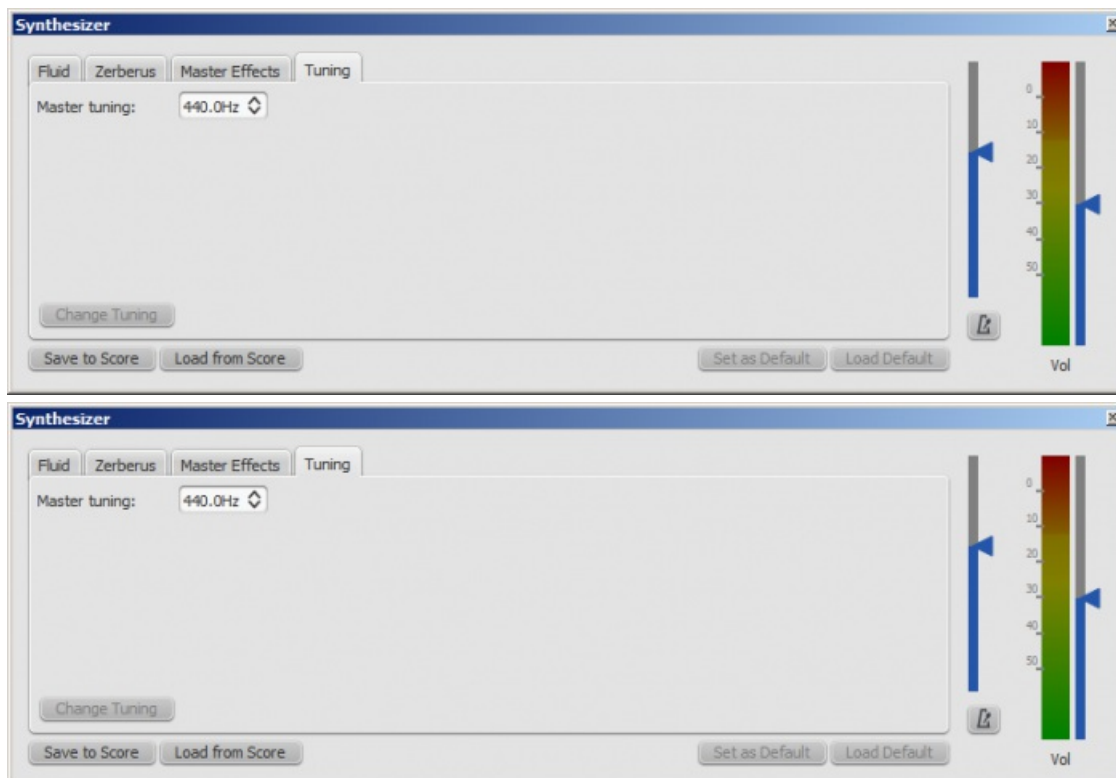 Synthesizer
Fluid Zerberus Master Effects Tuning
Master tuning: 440.0Hz
0
10
20
30
40
50
Change Tuning
Save to Score Load from Score Set as Default Load Default
Vol
Synthesizer
Fluid Zerberus Master Effects Tuning
Master tuning: 440.0Hz
0
10
20
30
40
50
Change Tuning
Save to Score Load from Score Set as Default Load Default
Vol